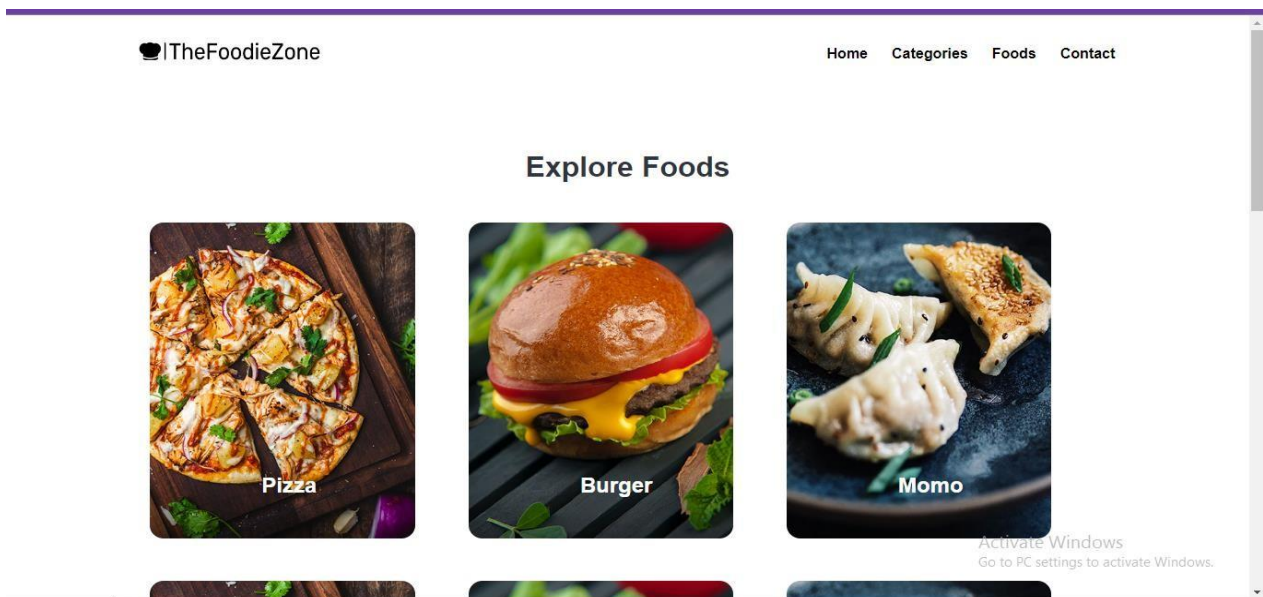 TheFoodieZone
Home Categories Foods Contact
Explore Foods
Pizza
Burger
Momo
Activate Windows
Go to PC settings to activate Windows.